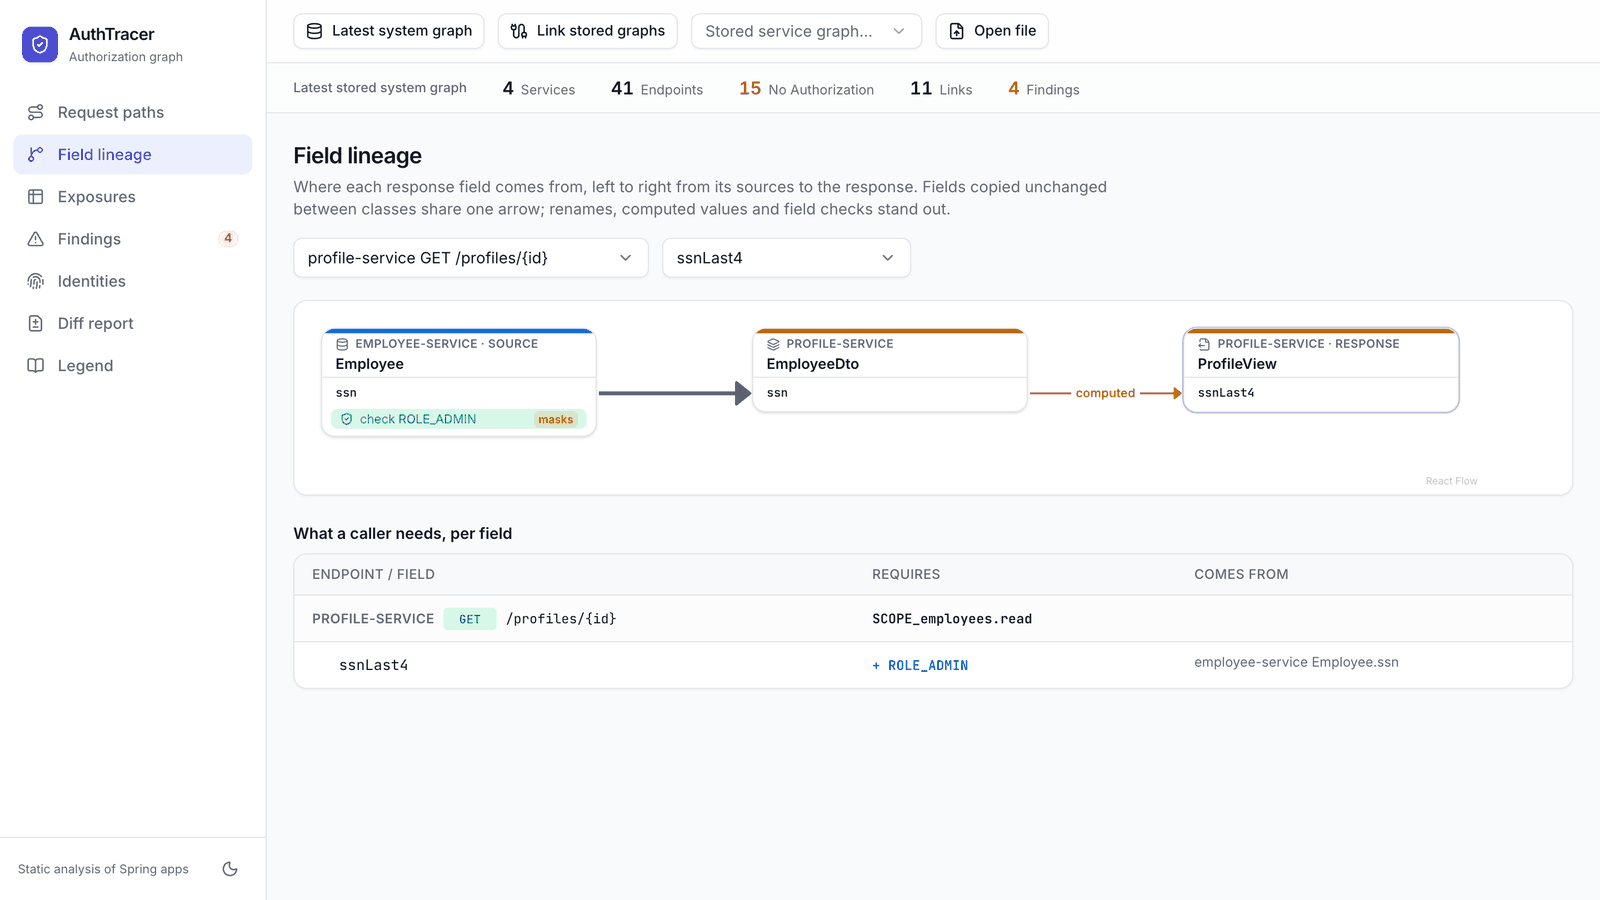 AuthTracer
Authorization graph
Request paths
Field lineage
Exposures
Findings 4
Identities
Diff report
Legend
Static analysis of Spring apps
Latest system graph
Link stored graphs
Stored service graph...
Open file
Latest stored system graph
4 Services
41 Endpoints
15 No Authorization
11 Links
4 Findings
Field lineage
Where each response field comes from, left to right from its sources to the response. Fields copied unchanged
between classes share one arrow; renames, computed values and field checks stand out.
profile-service GET /profiles/{id}
ssnLast4
EMPLOYEE-SERVICE · SOURCE
Employee
ssn
check ROLE_ADMIN masks
PROFILE-SERVICE
EmployeeDto
ssn
computed
PROFILE-SERVICE · RESPONSE
ProfileView
ssnLast4
React Flow
What a caller needs, per field
ENDPOINT / FIELD REQUIRES COMES FROM
PROFILE-SERVICE GET /profiles/{id} SCOPE_employees.read
ssnLast4 + ROLE_ADMIN employee-service Employee.ssn